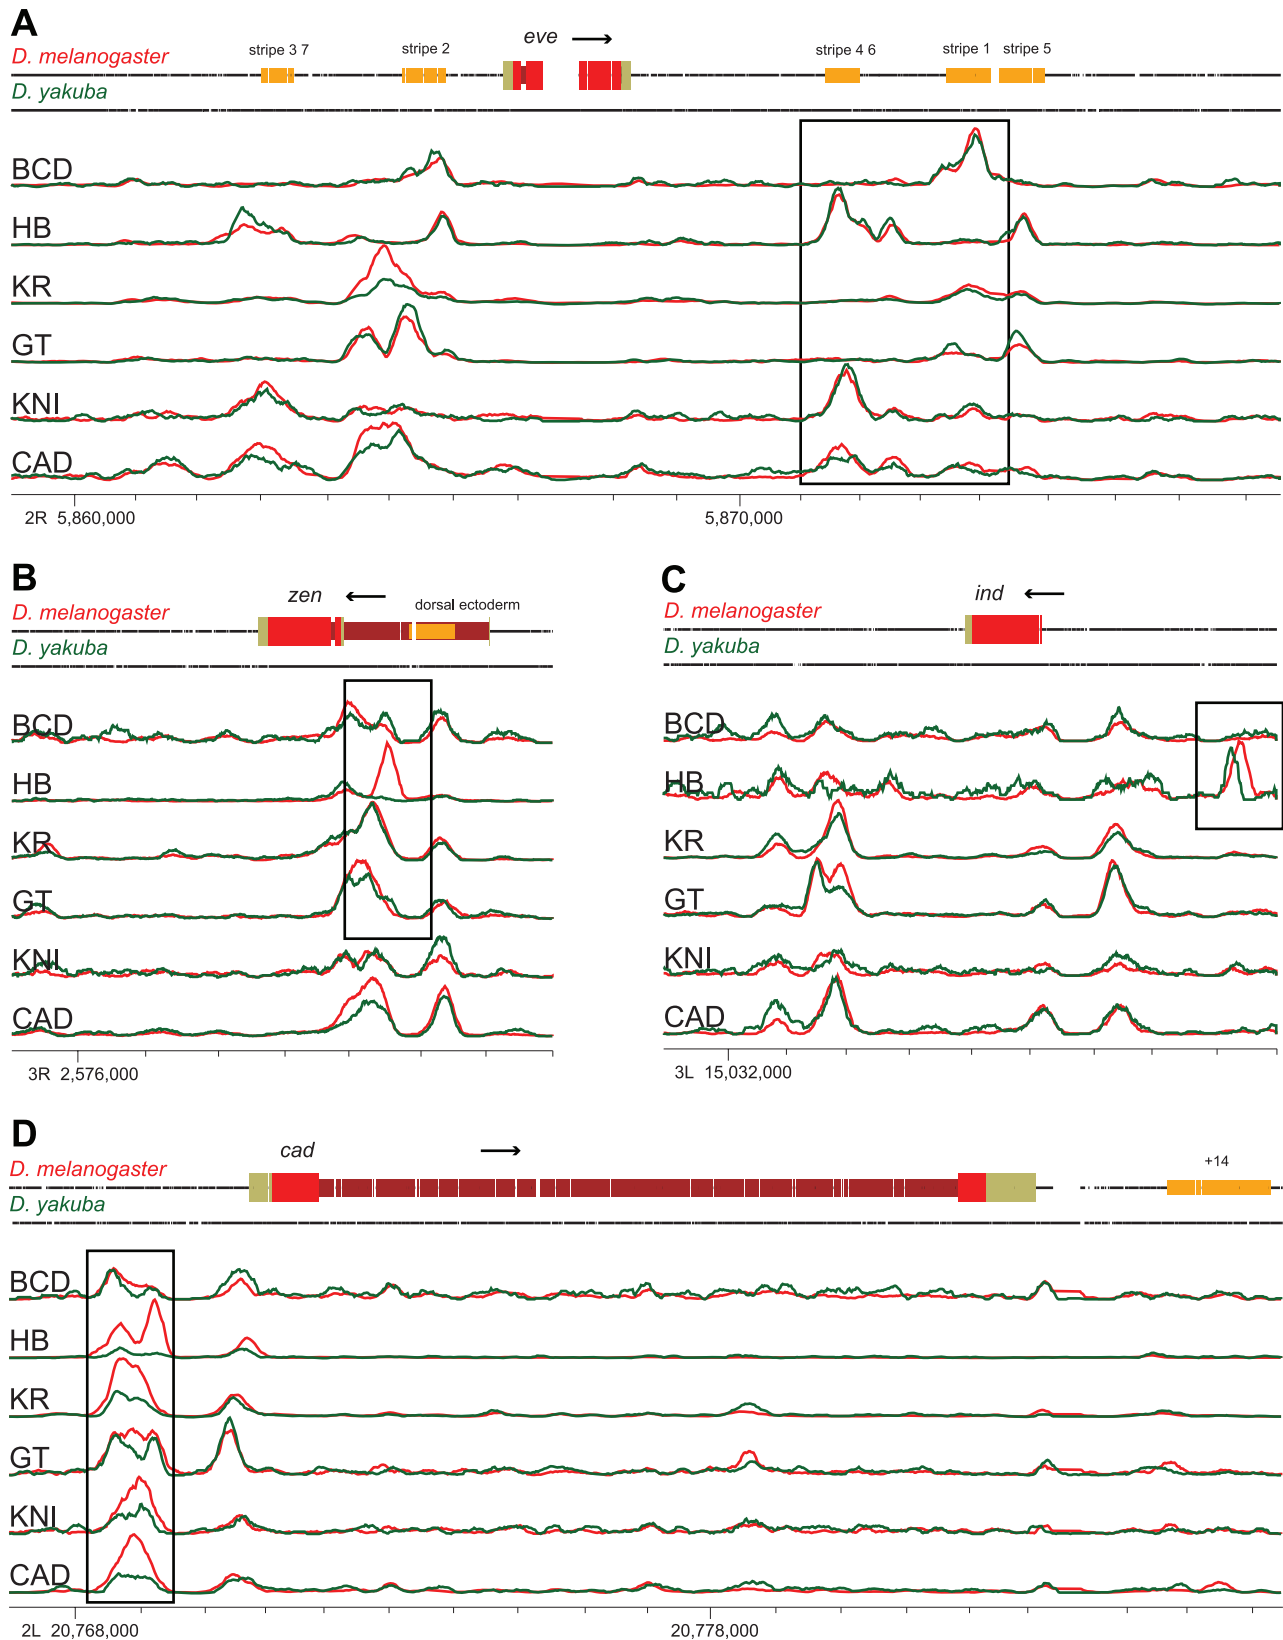 A
eve
D. melanogaster
stripe 3 7
stripe 2
stripe 4 6
stripe 1
stripe 5
D. yakuba
BCD
HB
KR
GT
KNI
CAD
2R 5,860,000
5,870,000
B
zen
D. melanogaster
dorsal ectoderm
D. yakuba
BCD
HB
KR
GT
KNI
CAD
3R 2,576,000
C
ind
D. melanogaster
D. yakuba
BCD
HB
KR
GT
KNI
CAD
3L 15,032,000
D
cad
D. melanogaster
+14
D. yakuba
BCD
HB
KR
GT
KNI
CAD
2L 20,768,000
20,778,000